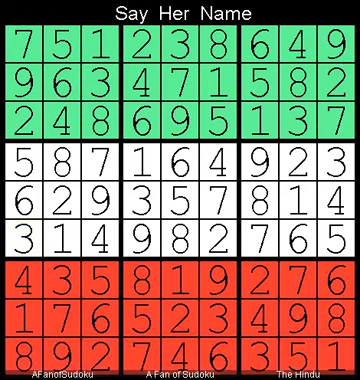 Say Her Name
7 5 1 2 3 8 6 4 9
9 6 3 4 7 1 5 8 2
2 4 8 6 9 5 1 3 7
5 8 7 1 6 4 9 2 3
6 2 9 3 5 7 8 1 4
3 1 4 9 8 2 7 6 5
4 3 5 8 1 9 2 7 6
1 7 6 5 2 3 4 9 8
8 9 2 7 4 6 3 5 1
AFanofSudoku A Fan of Sudoku The Hindu